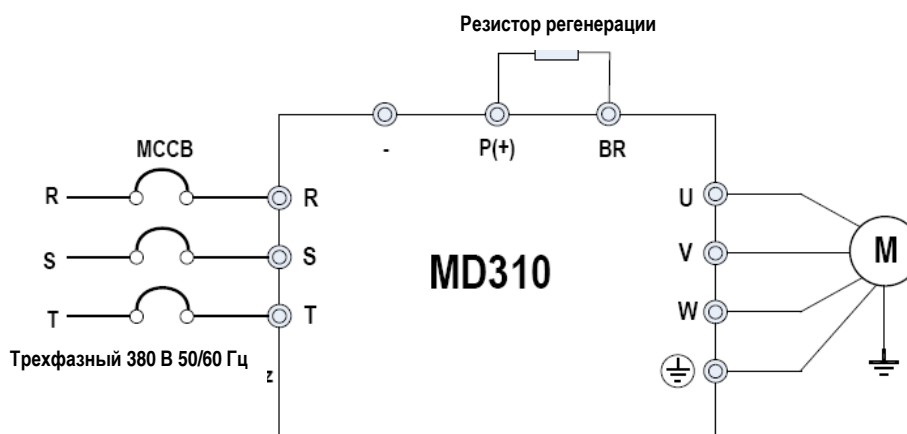 Резистор регенерации
- P(+) BR
MCCB
R R
S S
T T
U
V
W
MD310
M
Трехфазный 380 В 50/60 Гц
z